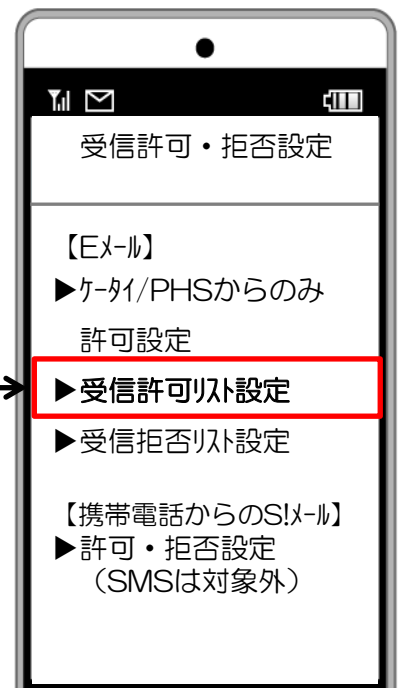 受信許可・拒否設定
【Eﾒｰﾙ】
▶ｹｰﾀｲ/PHSからのみ
許可設定
▶受信許可ﾘｽﾄ設定
▶受信拒否ﾘｽﾄ設定
【携帯電話からのS!ﾒｰﾙ】
▶許可・拒否設定
（SMSは対象外）